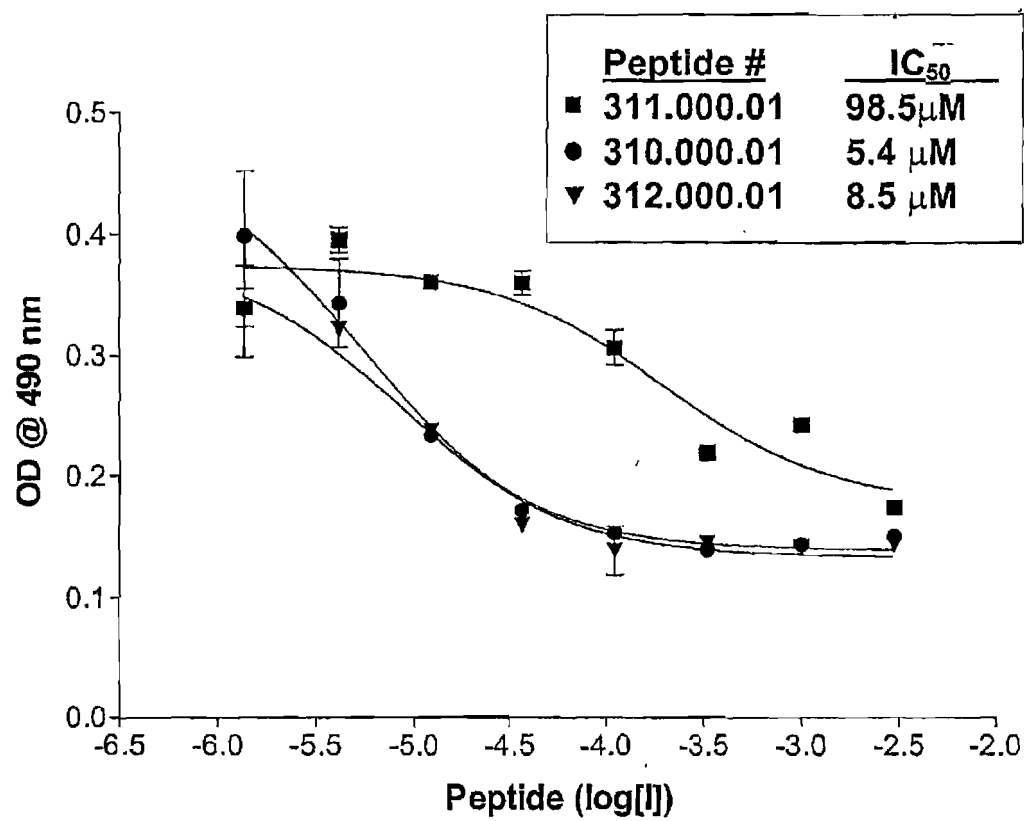 Peptide # IC50
■ 311.000.01 98.5μM
● 310.000.01 5.4 μM
▼ 312.000.01 8.5 μM
0.5
0.4
0.3
0.2
0.1
0.0
OD @ 490 nm
-6.5 -6.0 -5.5 -5.0 -4.5 -4.0 -3.5 -3.0 -2.5 -2.0
Peptide (log[I])